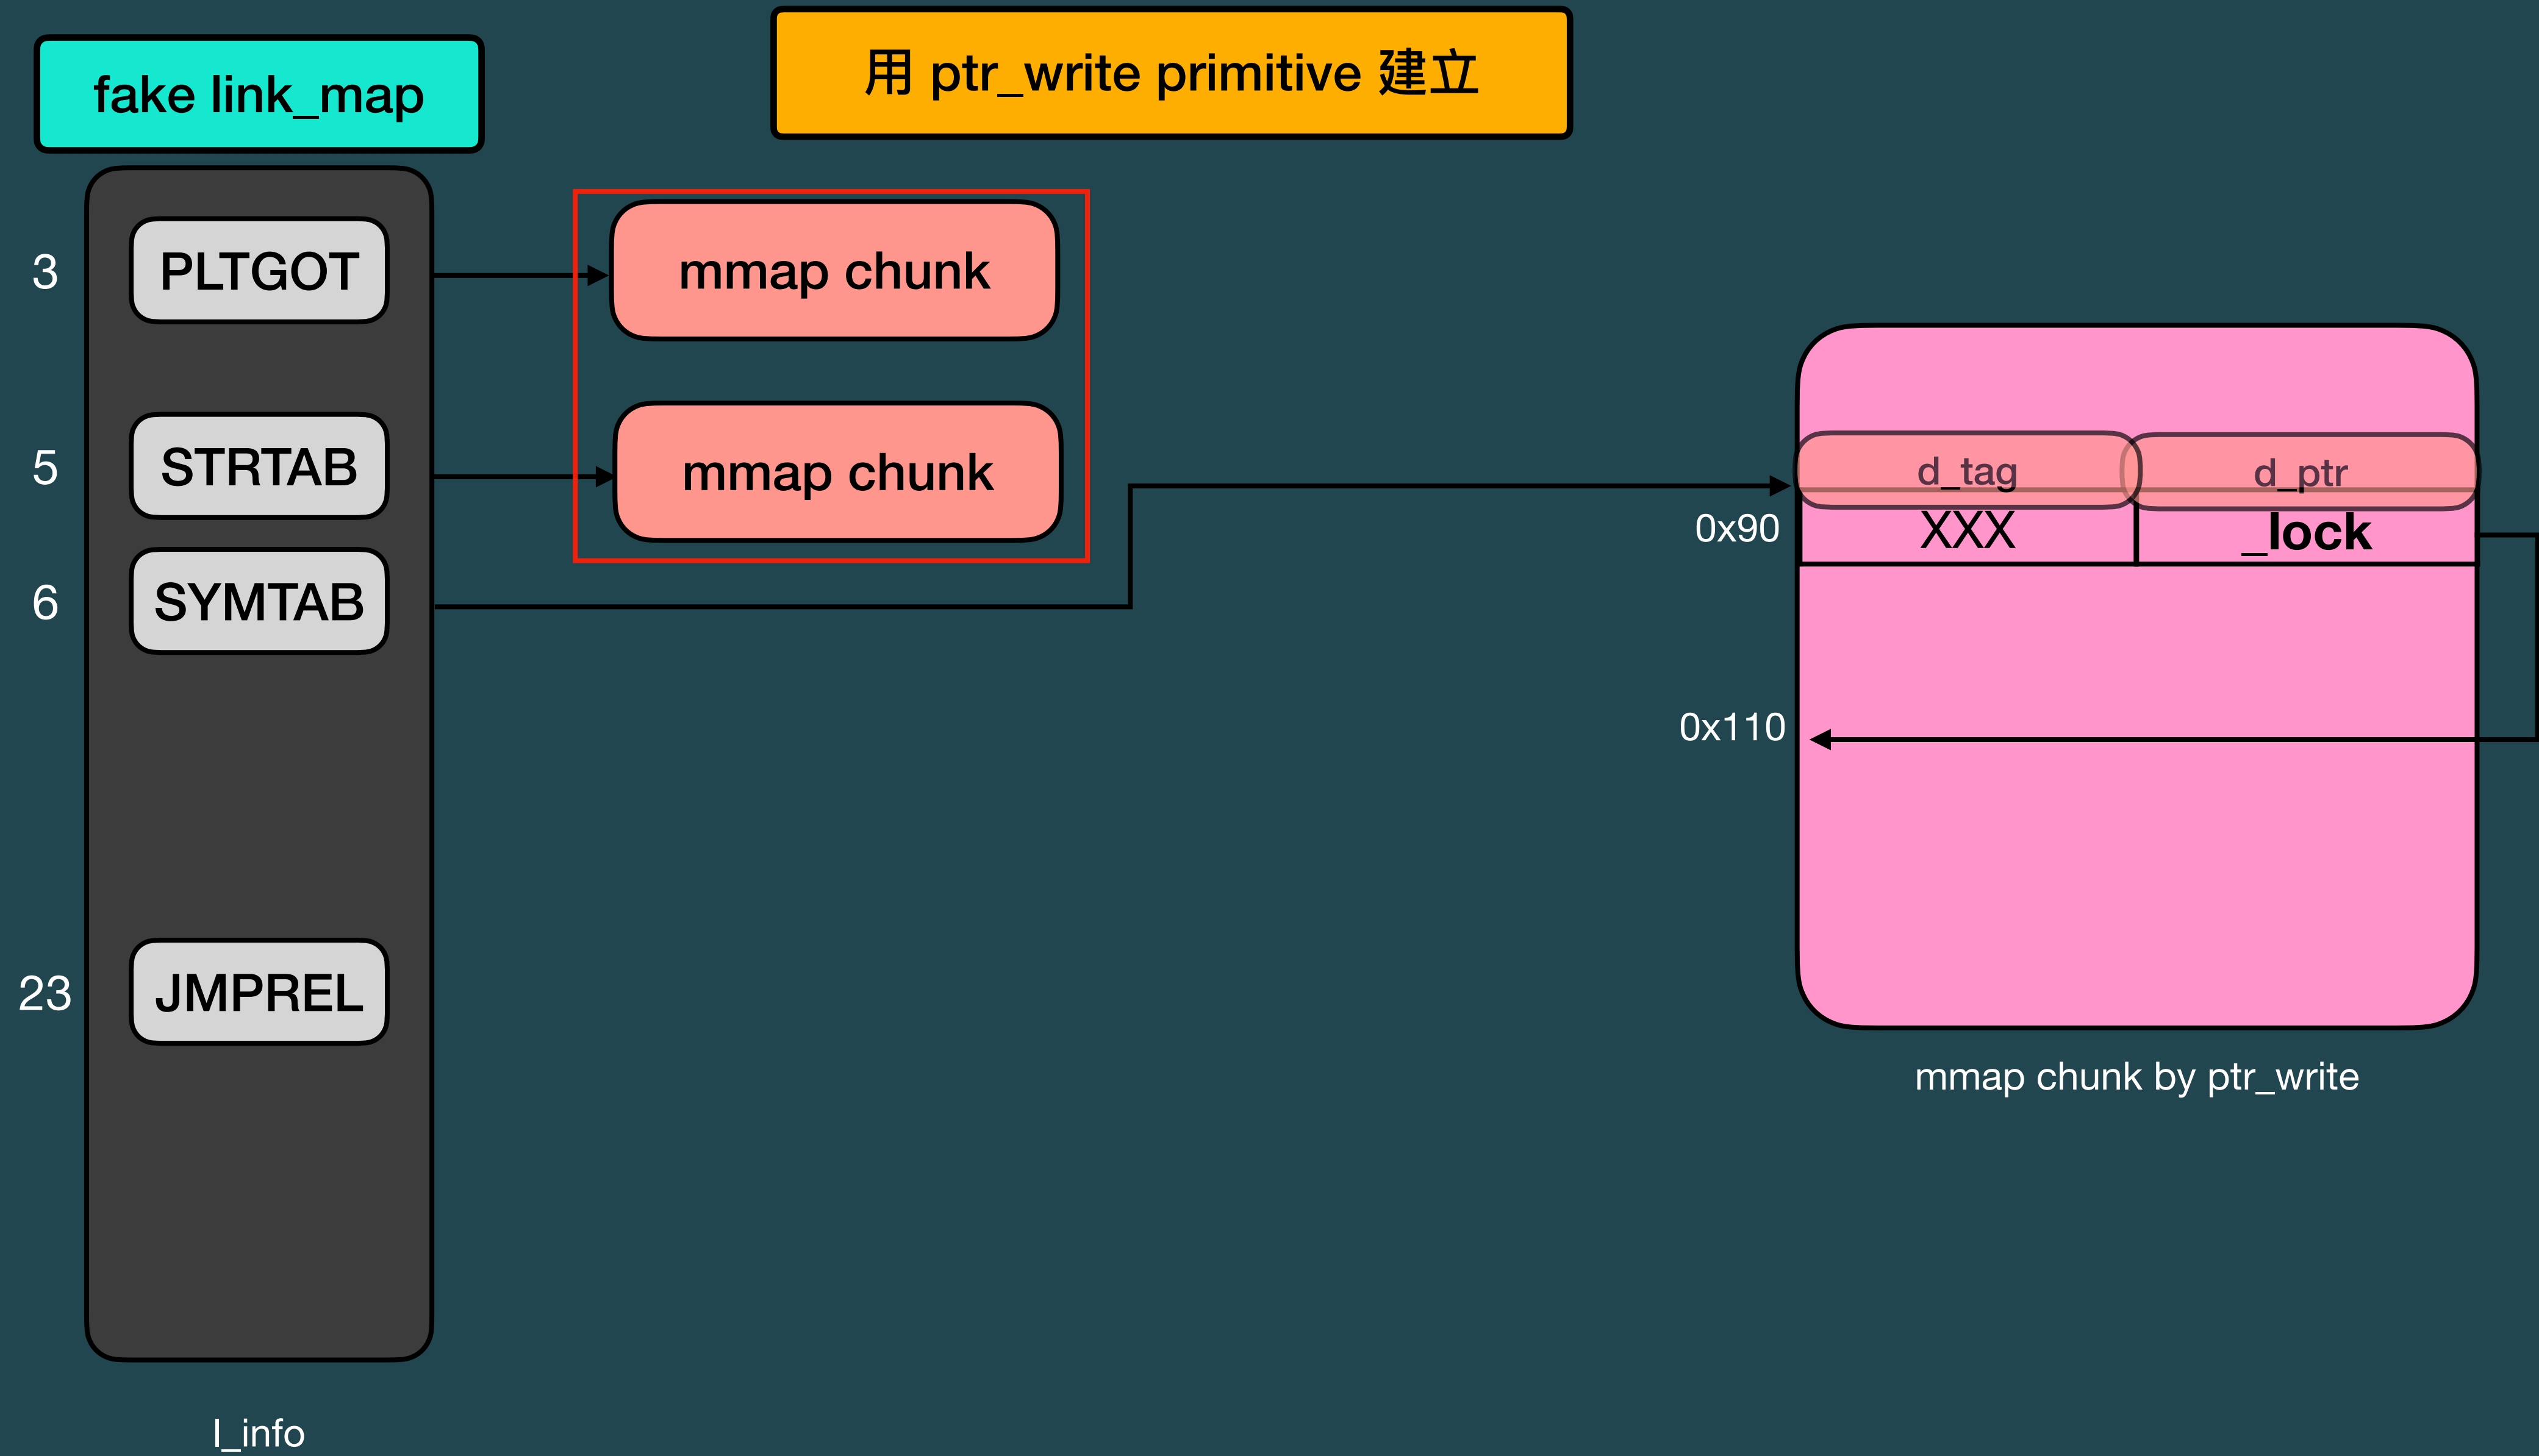 用 ptr_write primitive 建立
fake link_map
3
PLTGOT
mmap chunk
5
STRTAB
mmap chunk
6
SYMTAB
23
JMPREL
l_info
d_tag
d_ptr
0x90
XXX
_lock
0x110
mmap chunk by ptr_write